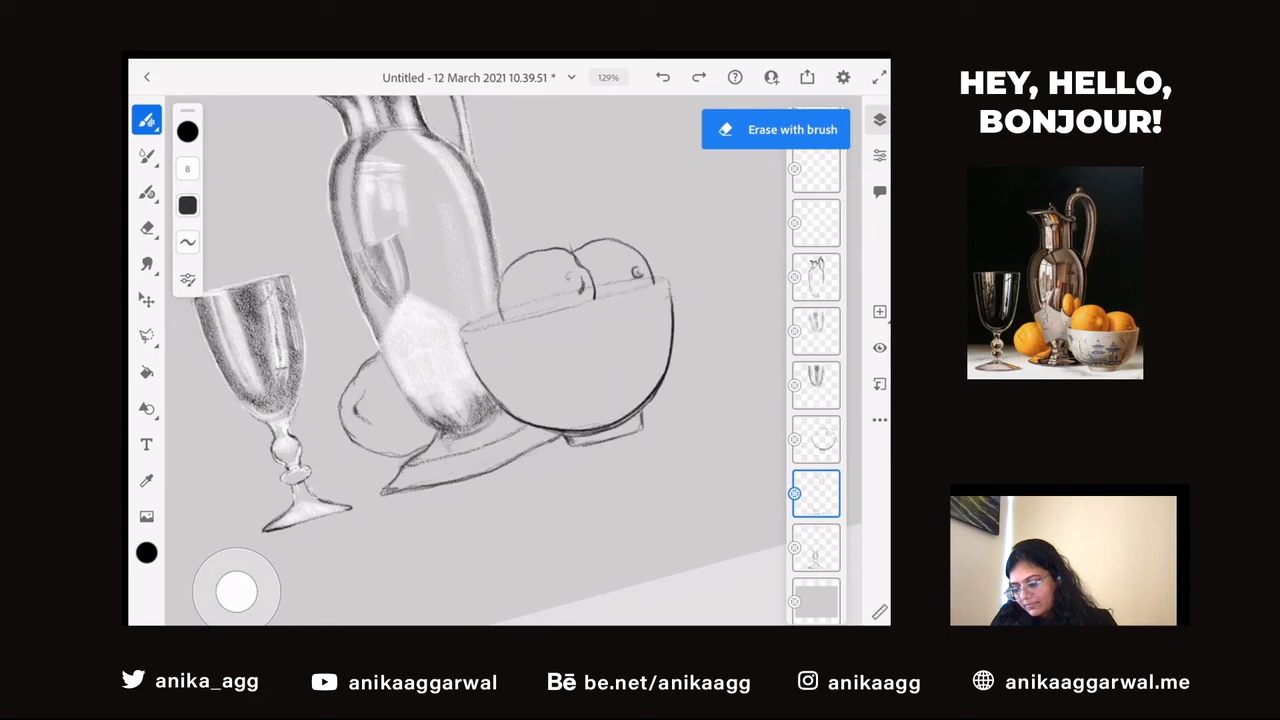 HEY, HELLO,
BONJOUR!
Untitled - 12 March 2021 10.39.51 *
129%
Erase with brush
8
T
anika_agg
anikaaggarwal
Bē be.net/anikaagg
anikaagg
anikaaggarwal.me